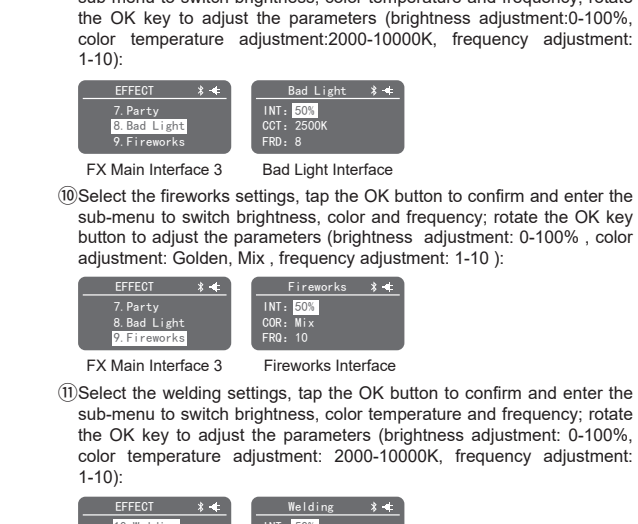 sub-menu to switch brightness, color temperature and frequency; rotate
the OK key to adjust the parameters (brightness adjustment:0-100%,
color temperature adjustment:2000-10000K, frequency adjustment:
1-10):
EFFECT
7. Party
8. Bad Light
9. Fireworks
Bad Light
INT: 50%
CCT: 2500K
FRD: 8
FX Main Interface 3
Bad Light Interface
⑩Select the fireworks settings, tap the OK button to confirm and enter the
sub-menu to switch brightness, color and frequency; rotate the OK key
button to adjust the parameters (brightness adjustment: 0-100% , color
adjustment: Golden, Mix , frequency adjustment: 1-10 ):
EFFECT
7. Party
8. Bad Light
9. Fireworks
Fireworks
INT: 50%
COR: Mix
FRQ: 10
FX Main Interface 3
Fireworks Interface
⑪Select the welding settings, tap the OK button to confirm and enter the
sub-menu to switch brightness, color temperature and frequency; rotate
the OK key to adjust the parameters (brightness adjustment: 0-100%,
color temperature adjustment: 2000-10000K, frequency adjustment:
1-10):
EFFECT
10. Welding
Welding
INT: 50%